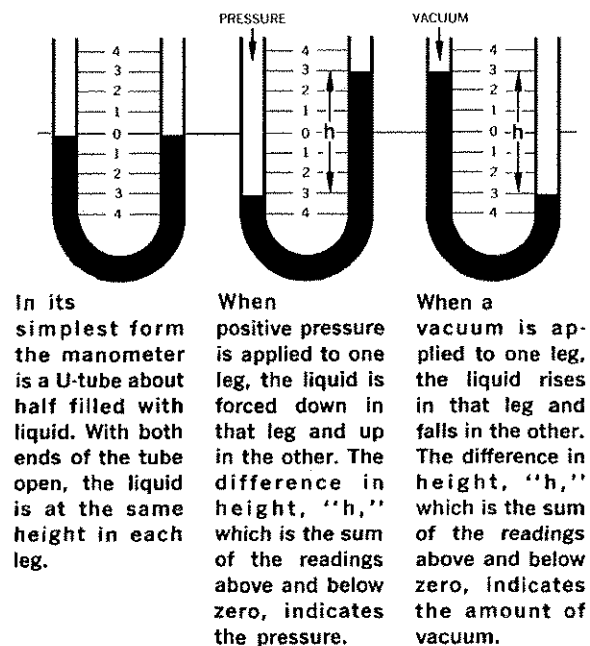 PRESSURE
VACUUM
4
3
2
1
0
1
2
3
4
4
3
2
1
0
1
2
3
4
h
4
3
2
1
0
1
2
3
4
h
In its
simplest form
the manometer
is a U-tube about
half filled with
liquid. With both
ends of the tube
open, the liquid
is at the same
height in each
leg.
When
positive pressure
is applied to one
leg, the liquid is
forced down in
that leg and up
in the other. The
difference in
height, "h,"
which is the sum
of the readings
above and below
zero, indicates
the pressure.
When a
vacuum is ap-
plied to one leg,
the liquid rises
in that leg and
falls in the other.
The difference in
height, "h,"
which is the sum
of the readings
above and below
zero, indicates
the amount of
vacuum.